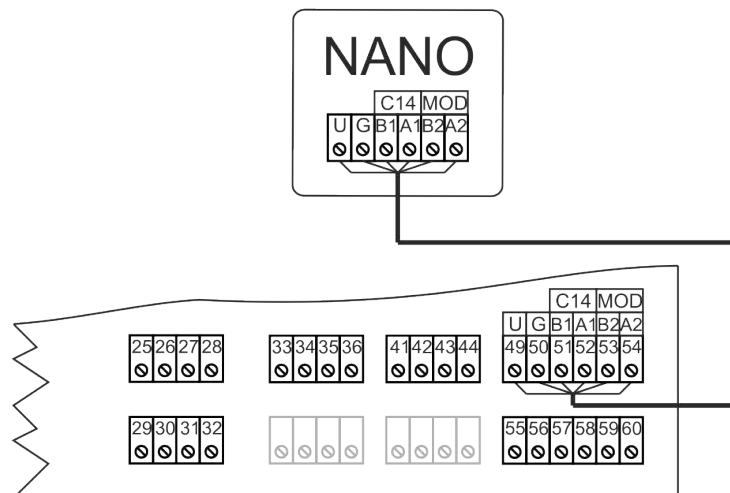 NANO
C14 MOD
U G B1 A1 B2 A2
C14 MOD
U G B1 A1 B2 A2
25 26 27 28 33 34 35 36 41 42 43 44 49 50 51 52 53 54
29 30 31 32 55 56 57 58 59 60